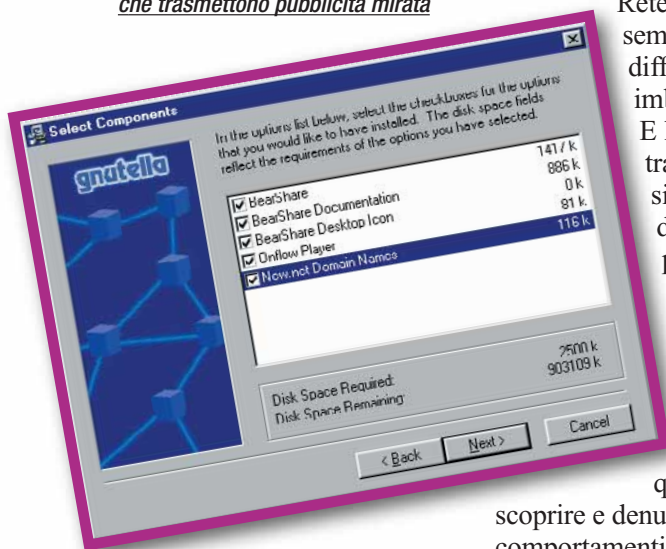 che trasmettono pubblicità mirata
Select Components
gnutella
In the options list below, select the checkboxes for the options
that you would like to have installed. The disk space fields
reflect the requirements of the options you have selected.
BearShare 1417 k
BearShare Documentation 886 k
BearShare Desktop Icon 0 k
Onflow Player 81 k
New.net Domain Names 116 k
Disk Space Required: 2500 k
Disk Space Remaining: 903109 k
< Back Next > Cancel
Rete
sem
diff
imb
E
tra
si
d
q
scoprire e denu
comportamenti